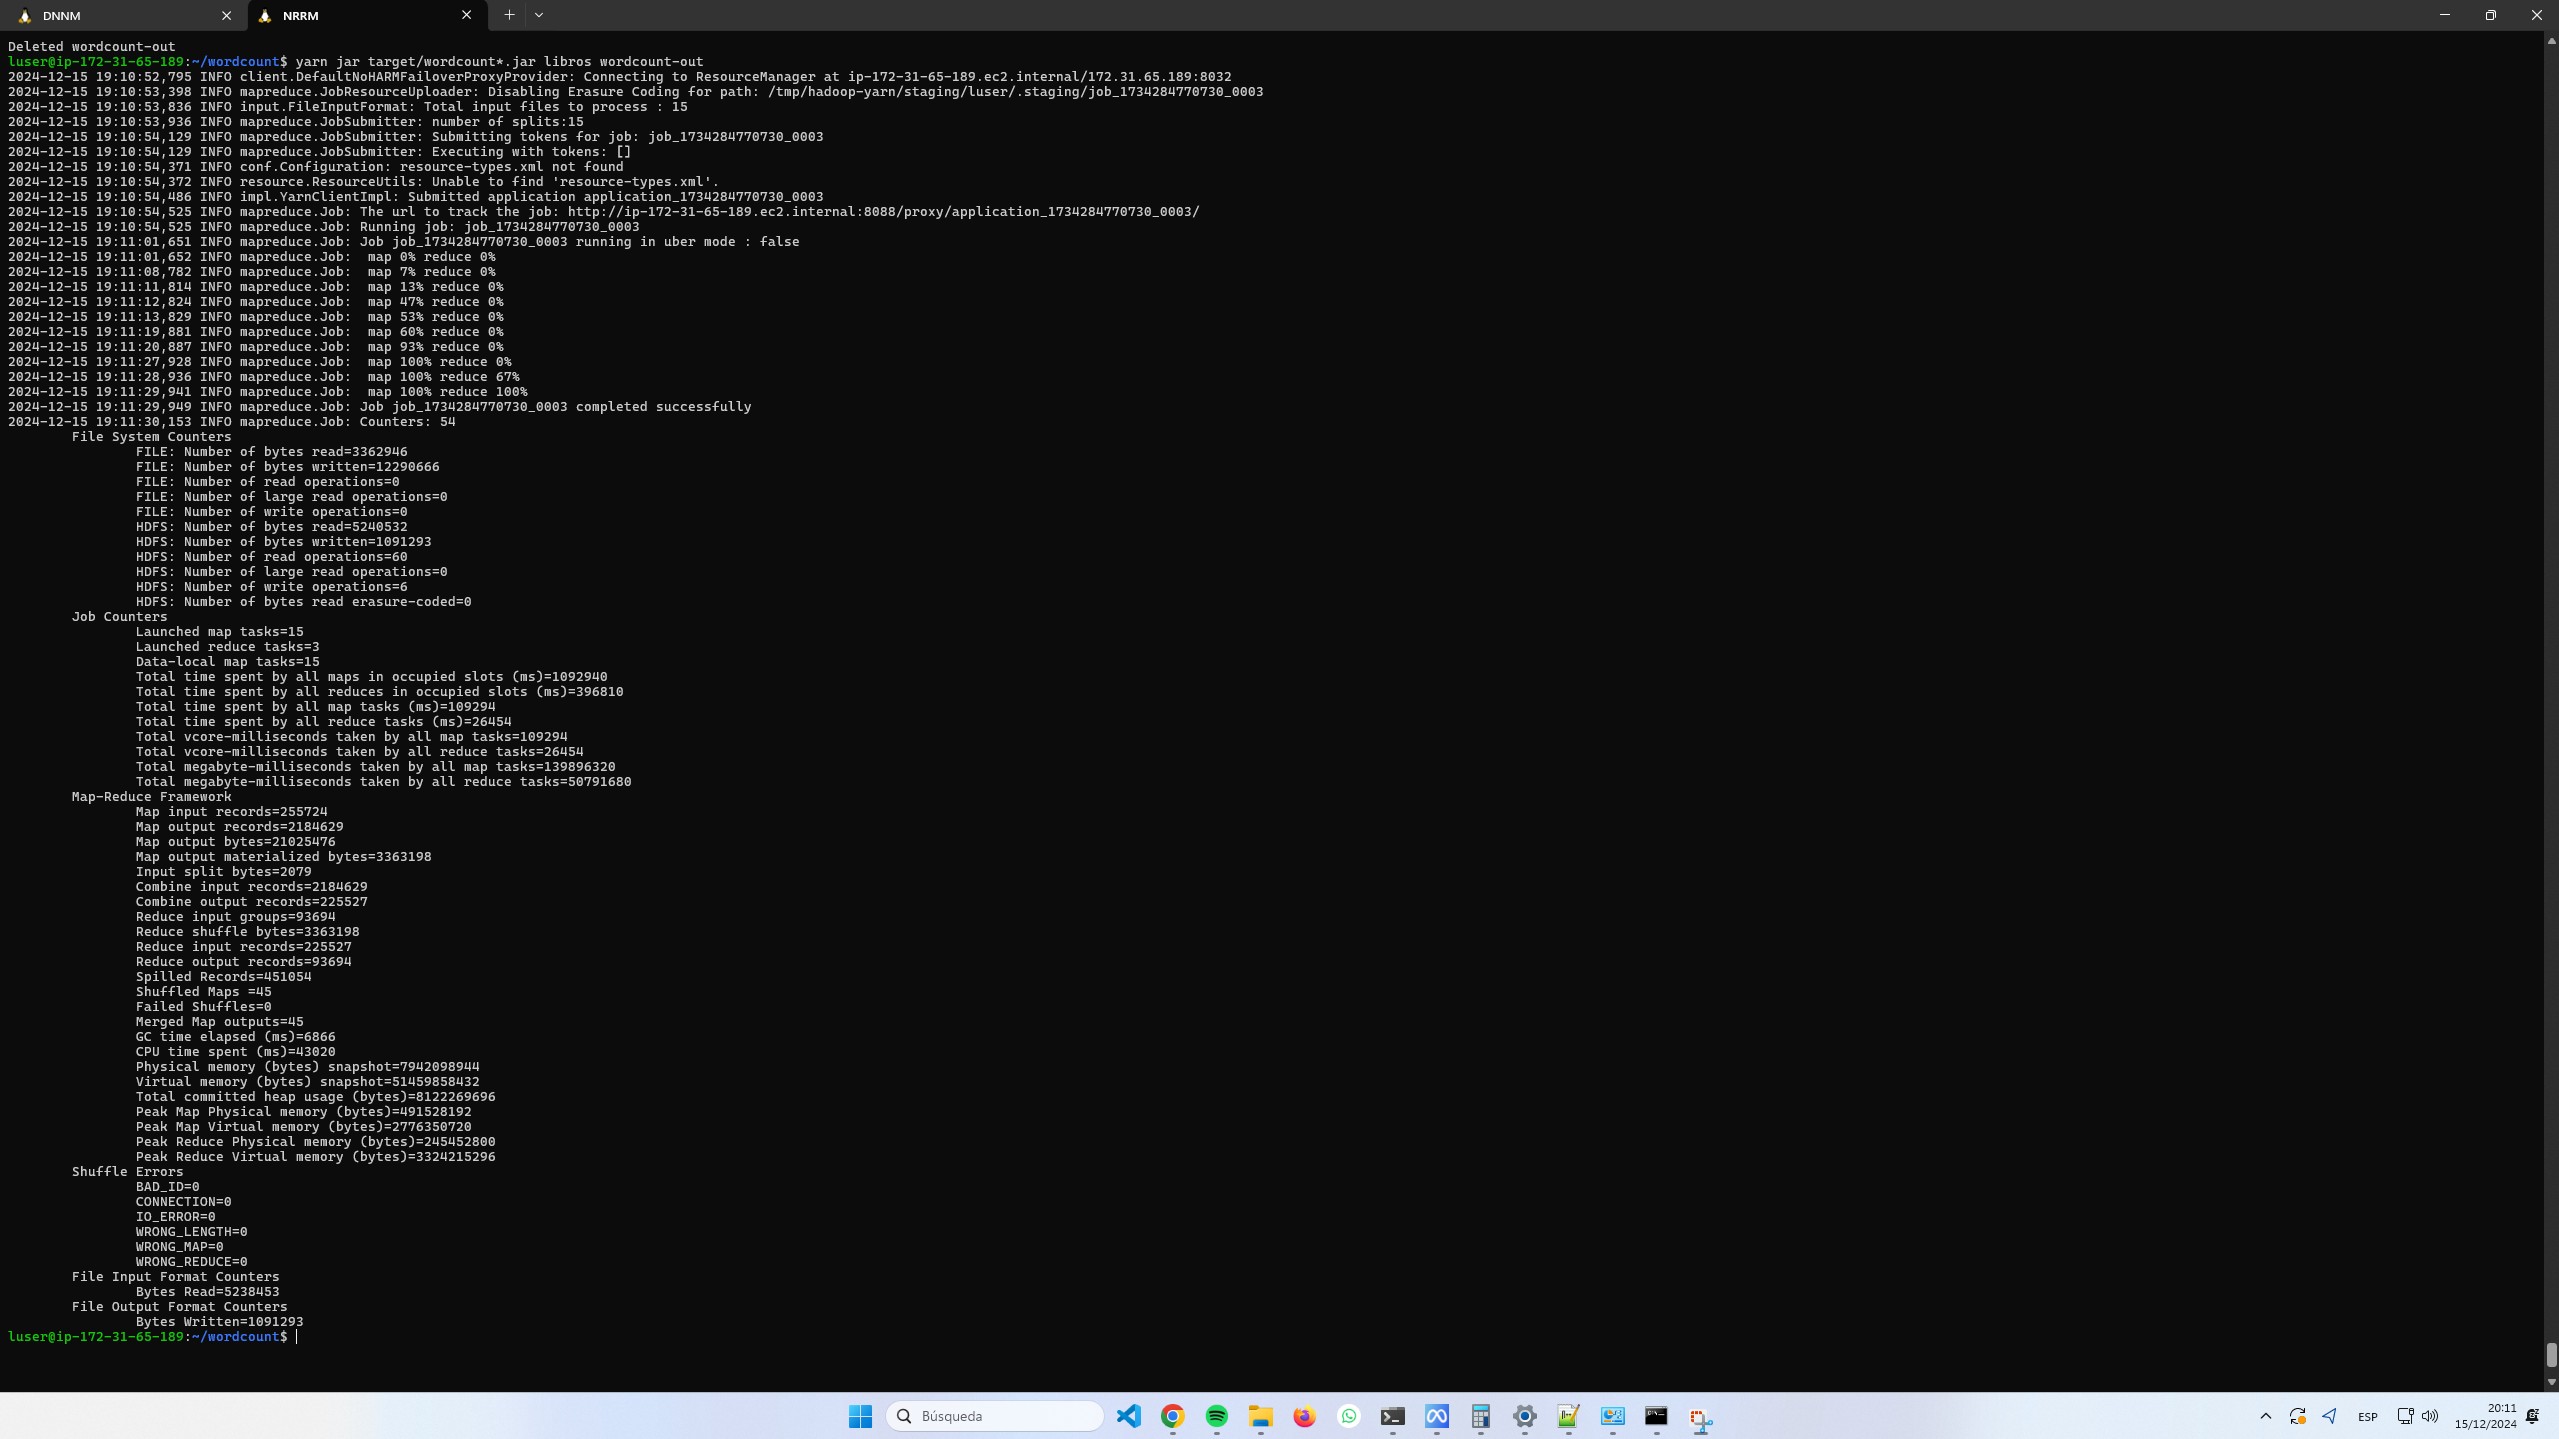 DNNM
NRRM
Deleted wordcount-out
luser@ip-172-31-65-189:~/wordcount$ yarn jar target/wordcount*.jar libros wordcount-out
2024-12-15 19:10:52,795 INFO client.DefaultNoHARMFailoverProxyProvider: Connecting to ResourceManager at ip-172-31-65-189.ec2.internal/172.31.65.189:8032
2024-12-15 19:10:53,398 INFO mapreduce.JobResourceUploader: Disabling Erasure Coding for path: /tmp/hadoop-yarn/staging/luser/.staging/job_1734284770730_0003
2024-12-15 19:10:53,836 INFO input.FileInputFormat: Total input files to process : 15
2024-12-15 19:10:53,936 INFO mapreduce.JobSubmitter: number of splits:15
2024-12-15 19:10:54,129 INFO mapreduce.JobSubmitter: Submitting tokens for job: job_1734284770730_0003
2024-12-15 19:10:54,129 INFO mapreduce.JobSubmitter: Executing with tokens: []
2024-12-15 19:10:54,371 INFO conf.Configuration: resource-types.xml not found
2024-12-15 19:10:54,372 INFO resource.ResourceUtils: Unable to find 'resource-types.xml'.
2024-12-15 19:10:54,486 INFO impl.YarnClientImpl: Submitted application application_1734284770730_0003
2024-12-15 19:10:54,525 INFO mapreduce.Job: The url to track the job: http://ip-172-31-65-189.ec2.internal:8088/proxy/application_1734284770730_0003/
2024-12-15 19:10:54,525 INFO mapreduce.Job: Running job: job_1734284770730_0003
2024-12-15 19:11:01,651 INFO mapreduce.Job: Job job_1734284770730_0003 running in uber mode : false
2024-12-15 19:11:01,652 INFO mapreduce.Job:  map 0% reduce 0%
2024-12-15 19:11:08,782 INFO mapreduce.Job:  map 7% reduce 0%
2024-12-15 19:11:11,814 INFO mapreduce.Job:  map 13% reduce 0%
2024-12-15 19:11:12,824 INFO mapreduce.Job:  map 47% reduce 0%
2024-12-15 19:11:13,829 INFO mapreduce.Job:  map 53% reduce 0%
2024-12-15 19:11:19,881 INFO mapreduce.Job:  map 60% reduce 0%
2024-12-15 19:11:20,887 INFO mapreduce.Job:  map 93% reduce 0%
2024-12-15 19:11:27,928 INFO mapreduce.Job:  map 100% reduce 0%
2024-12-15 19:11:28,936 INFO mapreduce.Job:  map 100% reduce 67%
2024-12-15 19:11:29,941 INFO mapreduce.Job:  map 100% reduce 100%
2024-12-15 19:11:29,949 INFO mapreduce.Job: Job job_1734284770730_0003 completed successfully
2024-12-15 19:11:30,153 INFO mapreduce.Job: Counters: 54
File System Counters
FILE: Number of bytes read=3362946
FILE: Number of bytes written=12290666
FILE: Number of read operations=0
FILE: Number of large read operations=0
FILE: Number of write operations=0
HDFS: Number of bytes read=5240532
HDFS: Number of bytes written=1091293
HDFS: Number of read operations=60
HDFS: Number of large read operations=0
HDFS: Number of write operations=6
HDFS: Number of bytes read erasure-coded=0
Job Counters
Launched map tasks=15
Launched reduce tasks=3
Data-local map tasks=15
Total time spent by all maps in occupied slots (ms)=1092940
Total time spent by all reduces in occupied slots (ms)=396810
Total time spent by all map tasks (ms)=109294
Total time spent by all reduce tasks (ms)=26454
Total vcore-milliseconds taken by all map tasks=109294
Total vcore-milliseconds taken by all reduce tasks=26454
Total megabyte-milliseconds taken by all map tasks=139896320
Total megabyte-milliseconds taken by all reduce tasks=50791680
Map-Reduce Framework
Map input records=255724
Map output records=2184629
Map output bytes=21025476
Map output materialized bytes=3363198
Input split bytes=2079
Combine input records=2184629
Combine output records=225527
Reduce input groups=93694
Reduce shuffle bytes=3363198
Reduce input records=225527
Reduce output records=93694
Spilled Records=451054
Shuffled Maps =45
Failed Shuffles=0
Merged Map outputs=45
GC time elapsed (ms)=6866
CPU time spent (ms)=43020
Physical memory (bytes) snapshot=7942098944
Virtual memory (bytes) snapshot=51459858432
Total committed heap usage (bytes)=8122269696
Peak Map Physical memory (bytes)=491528192
Peak Map Virtual memory (bytes)=2776350720
Peak Reduce Physical memory (bytes)=245452800
Peak Reduce Virtual memory (bytes)=3324215296
Shuffle Errors
BAD_ID=0
CONNECTION=0
IO_ERROR=0
WRONG_LENGTH=0
WRONG_MAP=0
WRONG_REDUCE=0
File Input Format Counters
Bytes Read=5238453
File Output Format Counters
Bytes Written=1091293
luser@ip-172-31-65-189:~/wordcount$
Búsqueda
ESP
20:11
15/12/2024